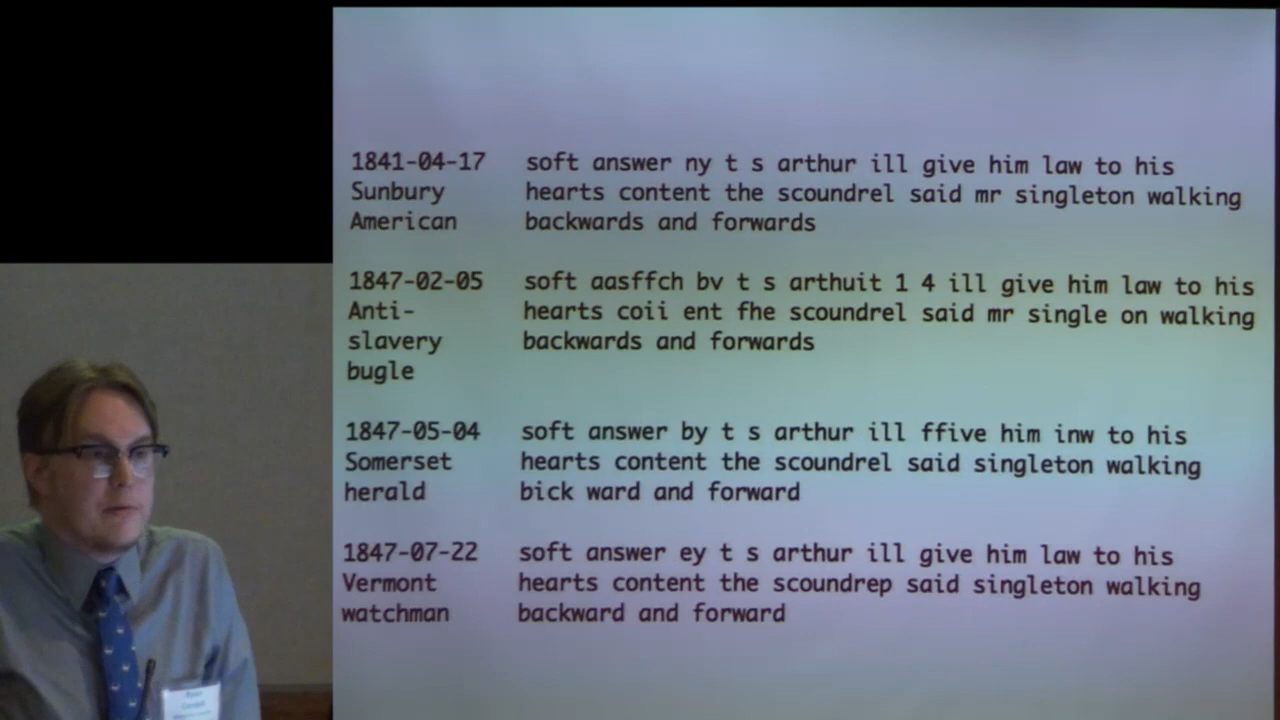 1841-04-17 soft answer ny t s arthur ill give him law to his
Sunbury hearts content the scoundrel said mr singleton walking
American backwards and forwards
1847-02-05 soft aasffch bv t s arthuit 1 4 ill give him law to his
Anti- hearts coii ent fhe scoundrel said mr single on walking
slavery backwards and forwards
bugle
1847-05-04 soft answer by t s arthur ill ffive him inw to his
Somerset hearts content the scoundrel said singleton walking
herald bick ward and forward
1847-07-22 soft answer ey t s arthur ill give him law to his
Vermont hearts content the scoundrep said singleton walking
watchman backward and forward